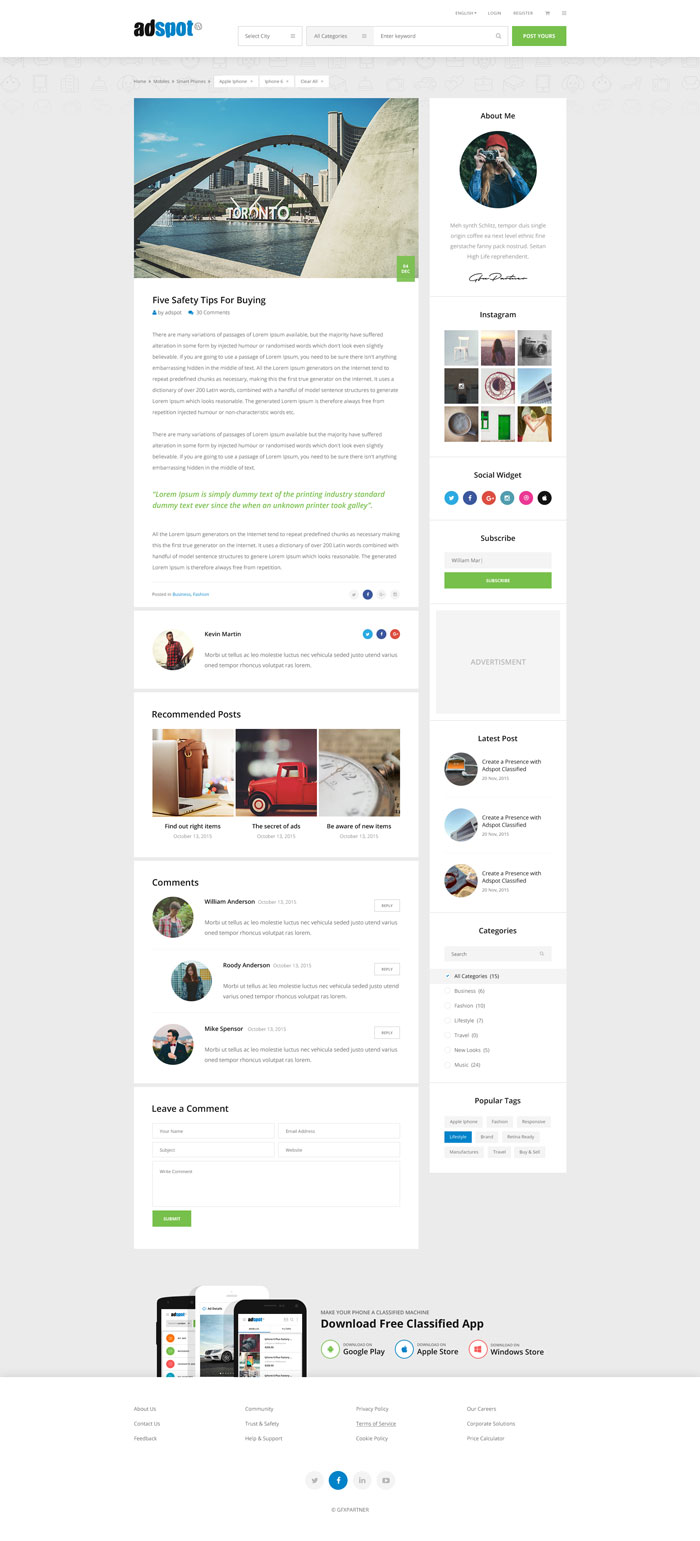 ENGLISH
LOGIN
REGISTER
adspot
Select City
All Categories
Enter keyword
POST YOURS
Home
Mobiles
Smart Phones
Apple Iphone ×
Iphone 6 ×
Clear All ×
TORONTO
04
DEC
Five Safety Tips For Buying
by adspot
30 Comments
There are many variations of passages of Lorem Ipsum available, but the majority have suffered
alteration in some form by injected humour or randomised words which don't look even slightly
believable. If you are going to use a passage of Lorem Ipsum, you need to be sure there isn't anything
embarrassing hidden in the middle of text. All the Lorem Ipsum generators on the Internet tend to
repeat predefined chunks as necessary, making this the first true generator on the Internet. It uses a
dictionary of over 200 Latin words, combined with a handful of model sentence structures to generate
Lorem Ipsum which looks reasonable. The generated Lorem Ipsum is therefore always free from
repetition injected humour or non-characteristic words etc.
There are many variations of passages of Lorem Ipsum available but the majority have suffered
alteration in some form by injected humour or randomised words which don't look even slightly
believable. If you are going to use a passage of Lorem Ipsum, you need to be sure there isn't anything
embarrassing hidden in the middle of text.
"Lorem Ipsum is simply dummy text of the printing industry standard
dummy text ever since the when an unknown printer took galley".
All the Lorem Ipsum generators on the Internet tend to repeat predefined chunks as necessary making
this the first true generator on the Internet. It uses a dictionary of over 200 Latin words combined with
handful of model sentence structures to genere Lorem Ipsum which looks reasonable. The generated
Lorem Ipsum is therefore always free from repetition.
Posted in Business, Fashion
Kevin Martin
Morbi ut tellus ac leo molestie luctus nec vehicula seded justo utend varius
oned tempor rhoncus volutpat ras lorem.
Recommended Posts
Find out right items
October 13, 2015
The secret of ads
October 13, 2015
Be aware of new items
October 13, 2015
Comments
William Anderson October 13, 2015
REPLY
Morbi ut tellus ac leo molestie luctus nec vehicula seded justo utend varius
oned tempor rhoncus volutpat ras lorem.
Roody Anderson October 13, 2015
REPLY
Morbi ut tellus ac leo molestie luctus nec vehicula seded justo utend
varius oned tempor rhoncus volutpat ras lorem.
Mike Spensor October 13, 2015
REPLY
Morbi ut tellus ac leo molestie luctus nec vehicula seded justo utend varius
oned tempor rhoncus volutpat ras lorem.
Leave a Comment
Your Name
Email Address
Subject
Website
Write Comment
SUBMIT
About Me
Meh synth Schlitz, tempor duis single
origin coffee ea next level ethnic fine
gerstache fanny pack nostrud. Seitan
High Life reprehenderit.
GfxPartner
Instagram
Social Widget
Subscribe
William Mar|
SUBSCRIBE
ADVERTISMENT
Latest Post
Create a Presence with
Adspot Classified
20 Nov, 2015
Create a Presence with
Adspot Classified
20 Nov, 2015
Create a Presence with
Adspot Classified
20 Nov, 2015
Categories
Search
All Categories (15)
Business (6)
Fashion (10)
Lifestyle (7)
Travel (0)
New Looks (5)
Music (24)
Popular Tags
Apple Iphone
Fashion
Responsive
Lifestyle
Brand
Retina Ready
Manufactures
Travel
Buy & Sell
adspot
Ad Details
adspot
MAKE YOUR PHONE A CLASSIFIED MACHINE
Download Free Classified App
DOWNLOAD ON
Google Play
DOWNLOAD ON
Apple Store
DOWNLOAD ON
Windows Store
About Us
Community
Privacy Policy
Our Careers
Contact Us
Trust & Safety
Terms of Service
Corporate Solutions
Feedback
Help & Support
Cookie Policy
Price Calculator
© GFXPARTNER